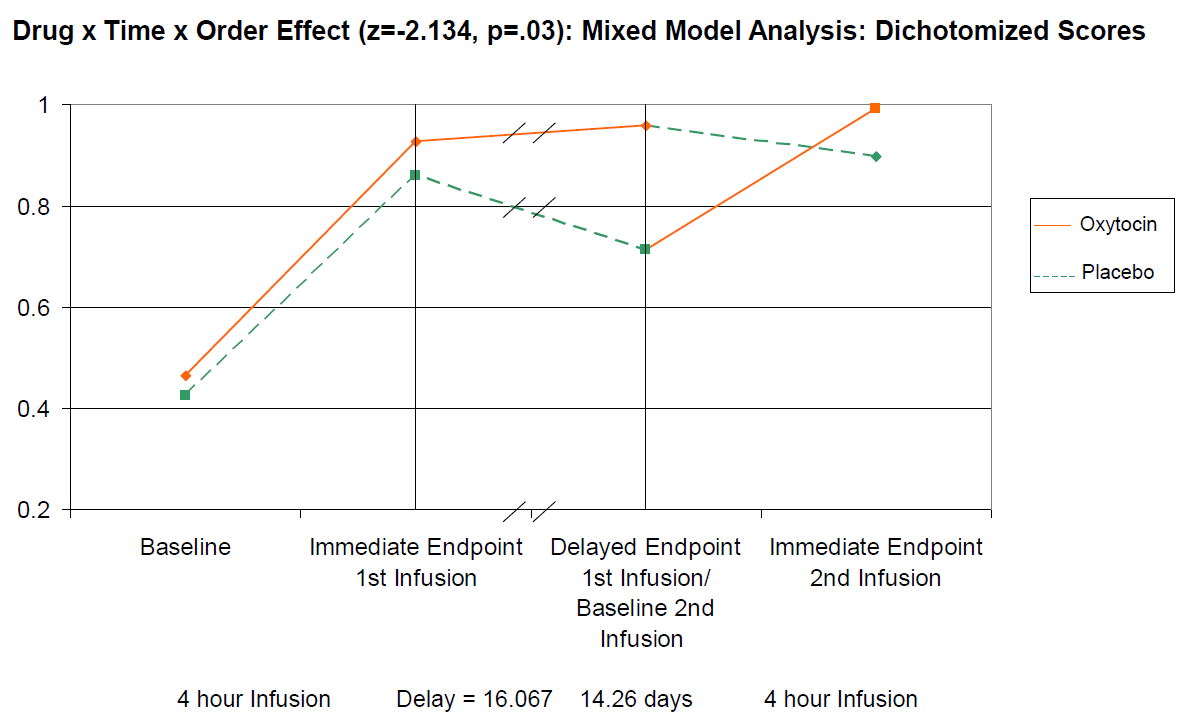 Drug x Time x Order Effect (z=-2.134, p=.03): Mixed Model Analysis: Dichotomized Scores
1
0.8
0.6
0.4
0.2
Oxytocin
Placebo
Baseline
Immediate Endpoint
1st Infusion
Delayed Endpoint
1st Infusion/
Baseline 2nd
Infusion
Immediate Endpoint
2nd Infusion
4 hour Infusion
Delay = 16.067 14.26 days
4 hour Infusion